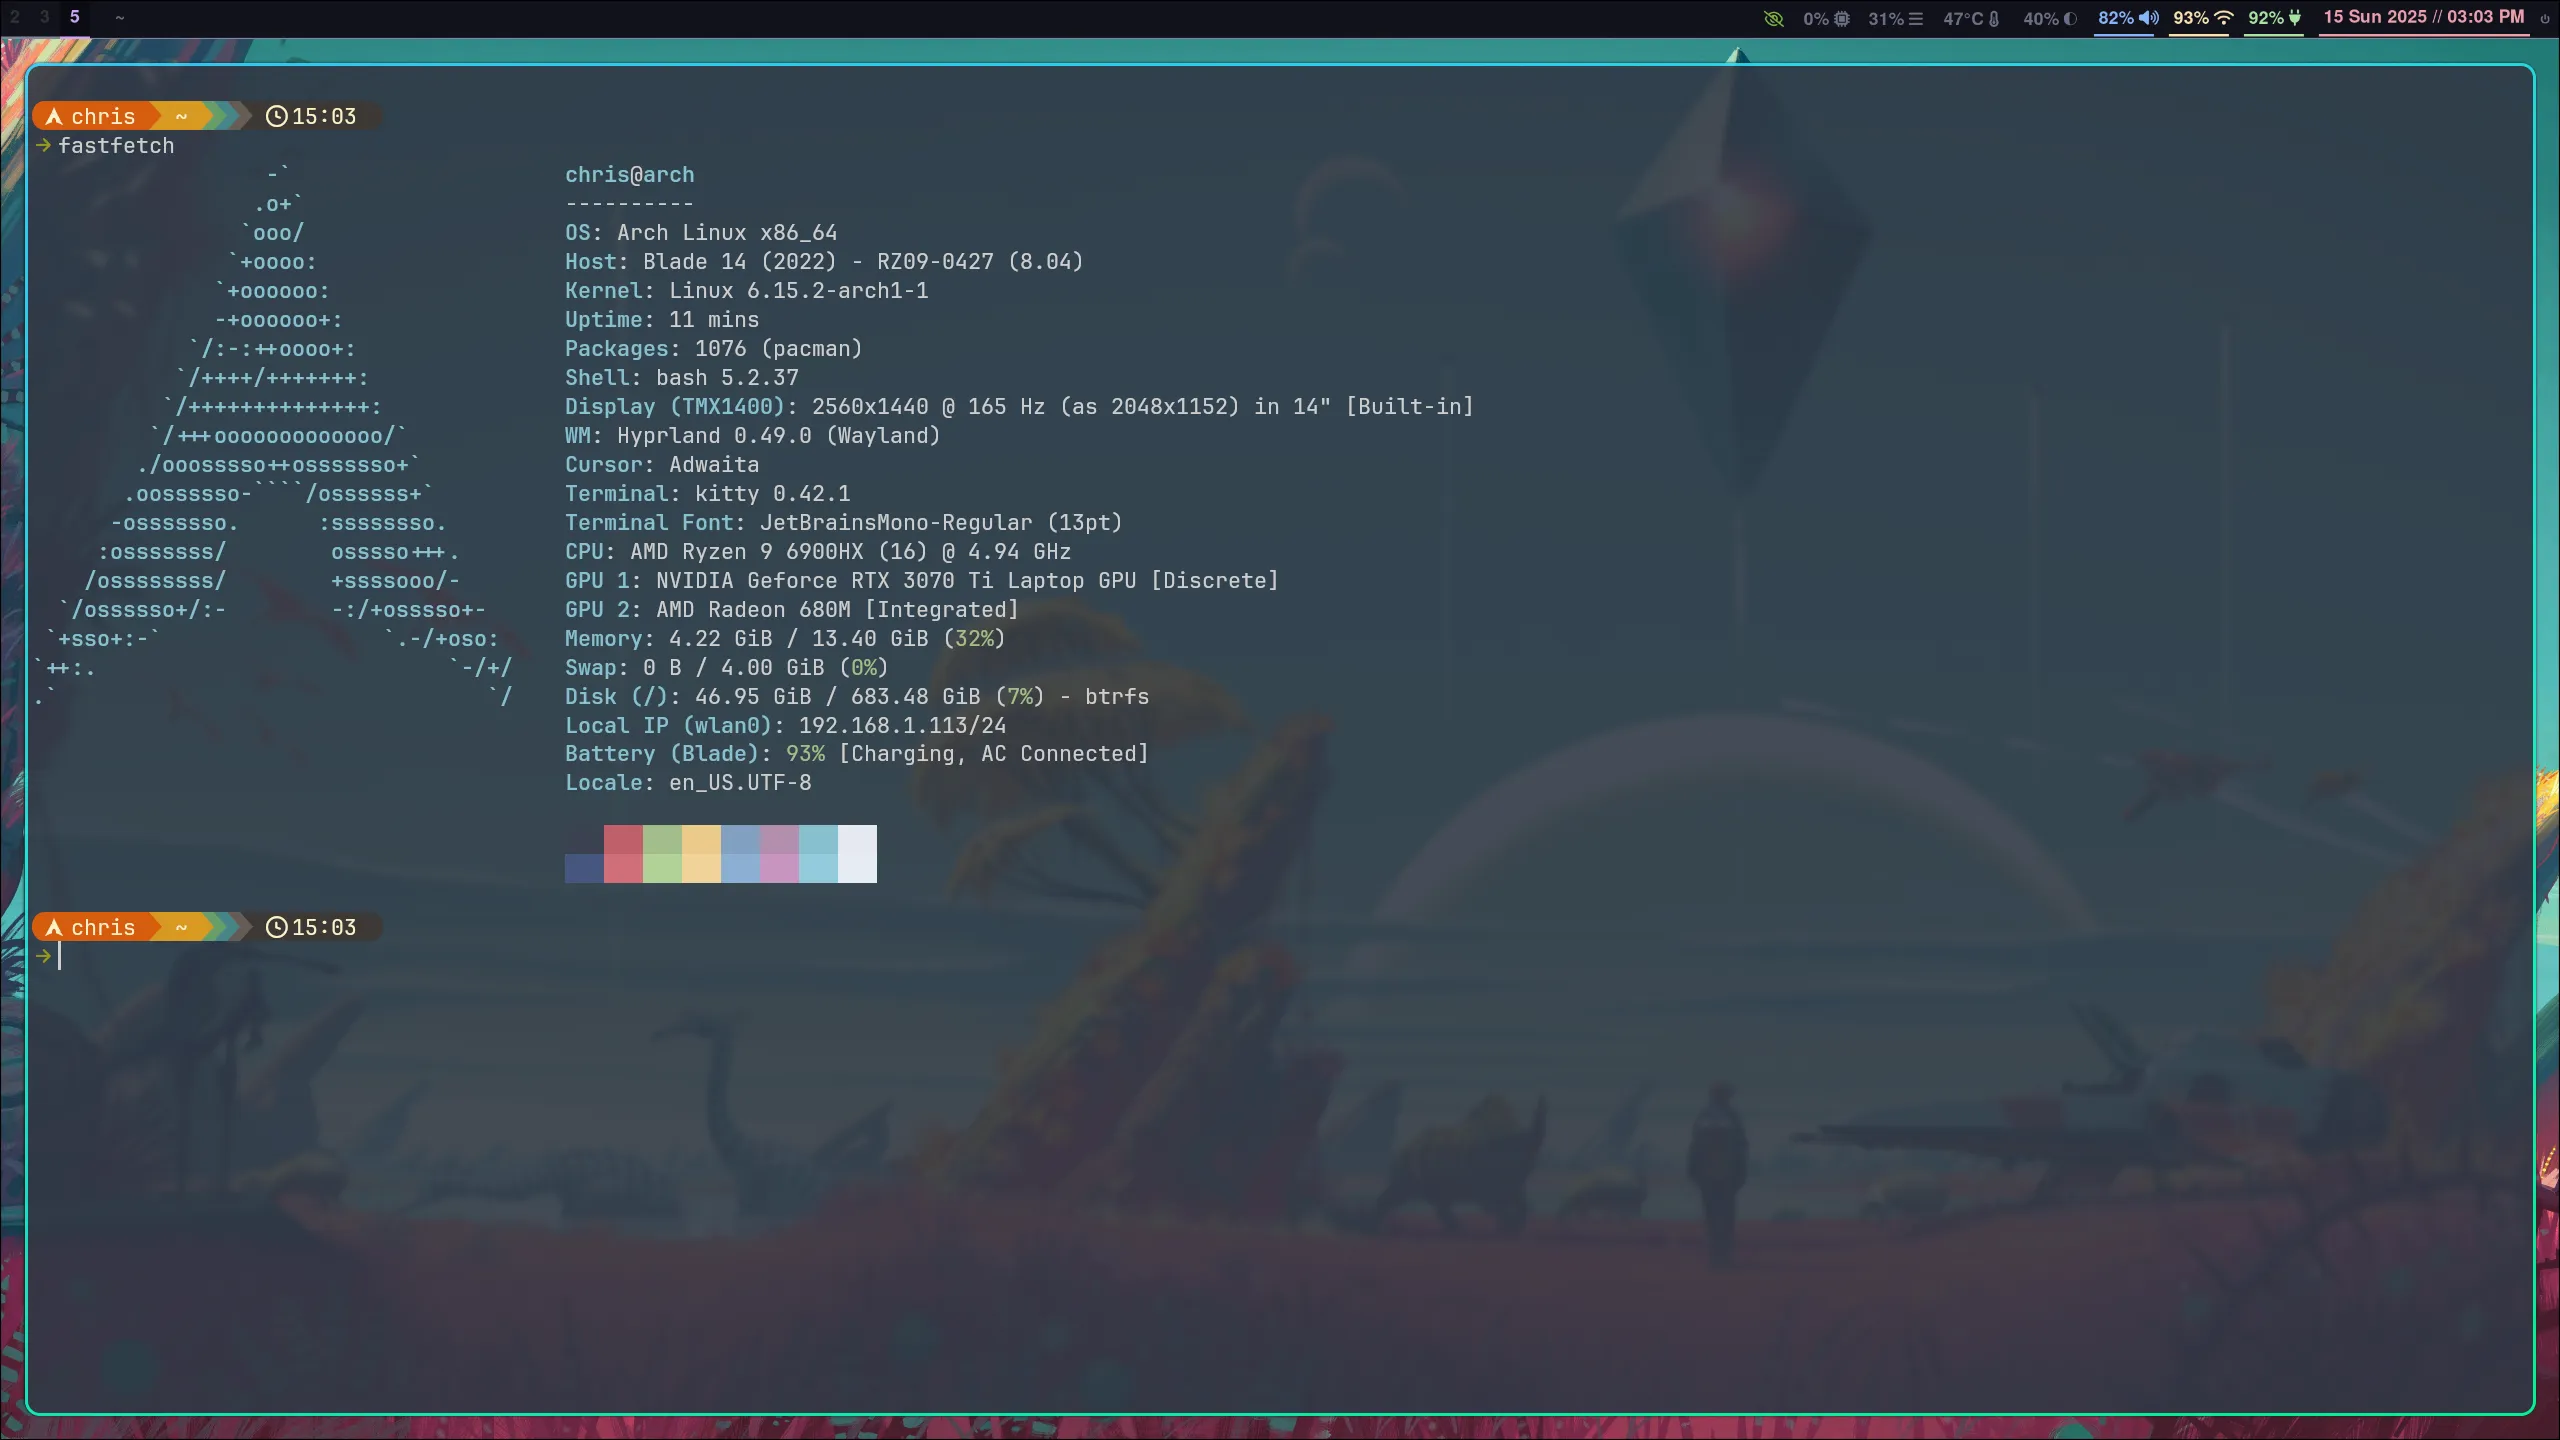 2 3 5 ~ 0% 31% 47°C 40% 82% 93% 92% 15 Sun 2025 // 03:03 PM
chris ~ 15:03
→ fastfetch
-`
.o+`
`ooo/
`+oooo:
`+oooooo:
-+oooooo+:
`/:-:++oooo+:
`/++++/+++++++:
`/++++++++++++++:
`/+++ooooooooooooo/`
./ooosssso++osssssso+`
.oossssso-````/ossssss+`
-osssssso.      :ssssssso.
:osssssss/        osssso+++.
/ossssssss/        +ssssooo/-
`/ossssso+/:-        -:/+osssso+-
`+sso+:-`                 `.-/+oso:
`++:.                           `-/+/
.`                                 `/
chris@arch
----------
OS: Arch Linux x86_64
Host: Blade 14 (2022) - RZ09-0427 (8.04)
Kernel: Linux 6.15.2-arch1-1
Uptime: 11 mins
Packages: 1076 (pacman)
Shell: bash 5.2.37
Display (TMX1400): 2560x1440 @ 165 Hz (as 2048x1152) in 14" [Built-in]
WM: Hyprland 0.49.0 (Wayland)
Cursor: Adwaita
Terminal: kitty 0.42.1
Terminal Font: JetBrainsMono-Regular (13pt)
CPU: AMD Ryzen 9 6900HX (16) @ 4.94 GHz
GPU 1: NVIDIA Geforce RTX 3070 Ti Laptop GPU [Discrete]
GPU 2: AMD Radeon 680M [Integrated]
Memory: 4.22 GiB / 13.40 GiB (32%)
Swap: 0 B / 4.00 GiB (0%)
Disk (/): 46.95 GiB / 683.48 GiB (7%) - btrfs
Local IP (wlan0): 192.168.1.113/24
Battery (Blade): 93% [Charging, AC Connected]
Locale: en_US.UTF-8
chris ~ 15:03
→